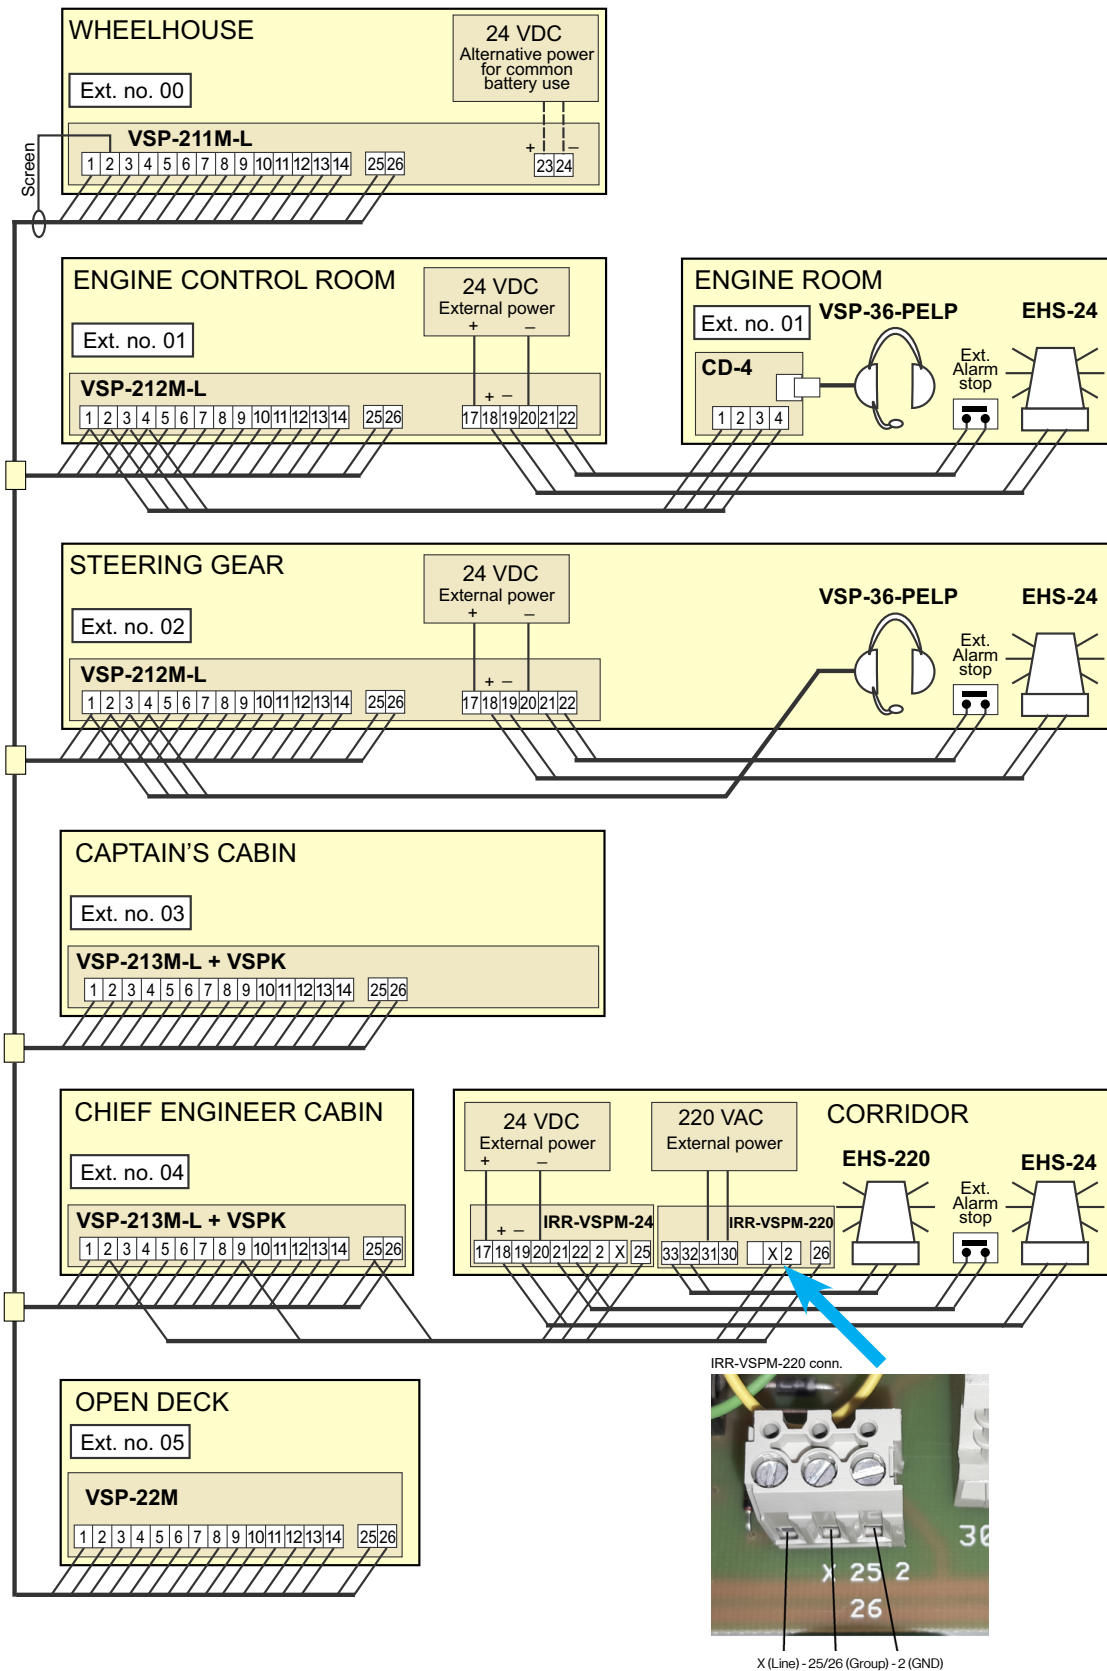 WHEELHOUSE
24 VDC
Alternative power
for common
battery use
Ext. no. 00
VSP-211M-L
+ –
1 2 3 4 5 6 7 8 9 10 11 12 13 14 25 26 23 24
Screen
ENGINE CONTROL ROOM
24 VDC
External power
+ –
Ext. no. 01
VSP-212M-L
+ –
1 2 3 4 5 6 7 8 9 10 11 12 13 14 25 26 17 18 19 20 21 22
ENGINE ROOM
Ext. no. 01
VSP-36-PELP
EHS-24
CD-4
Ext.
Alarm
stop
1 2 3 4
STEERING GEAR
24 VDC
External power
+ –
Ext. no. 02
VSP-212M-L
+ –
1 2 3 4 5 6 7 8 9 10 11 12 13 14 25 26 17 18 19 20 21 22
VSP-36-PELP
EHS-24
Ext.
Alarm
stop
CAPTAIN'S CABIN
Ext. no. 03
VSP-213M-L + VSPK
1 2 3 4 5 6 7 8 9 10 11 12 13 14 25 26
CHIEF ENGINEER CABIN
Ext. no. 04
VSP-213M-L + VSPK
1 2 3 4 5 6 7 8 9 10 11 12 13 14 25 26
24 VDC
External power
+ –
220 VAC
External power
CORRIDOR
EHS-220
EHS-24
Ext.
Alarm
stop
+ –
IRR-VSPM-24
IRR-VSPM-220
17 18 19 20 21 22 2 X 25
33 32 31 30 X 2 26
OPEN DECK
Ext. no. 05
VSP-22M
1 2 3 4 5 6 7 8 9 10 11 12 13 14 25 26
IRR-VSPM-220 conn.
30
X 25 2
26
X (Line) - 25/26 (Group) - 2 (GND)